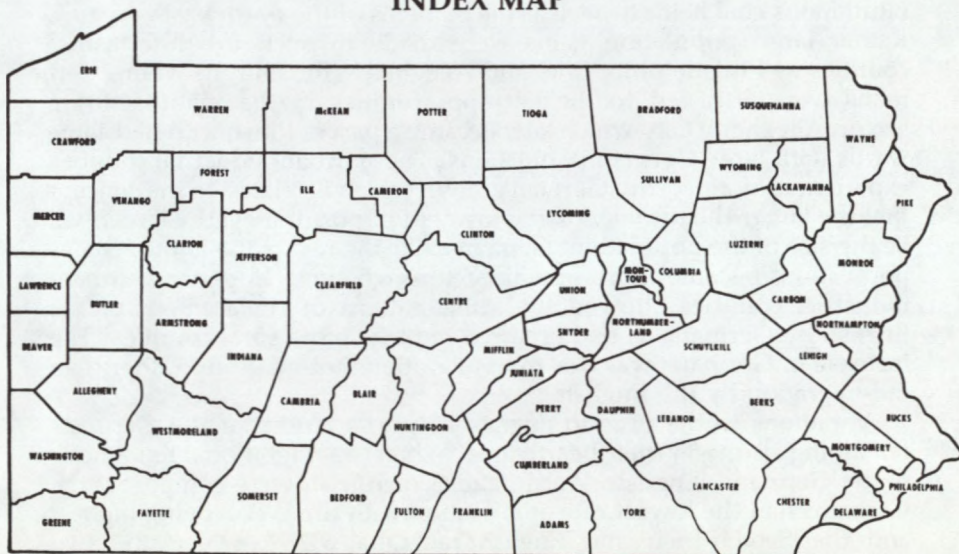 INDEX MAP
ERIE
CRAWFORD
WARREN
McKEAN
POTTER
TIOGA
BRADFORD
SUSQUEHANNA
WAYNE
FOREST
ELK
CAMERON
SULLIVAN
WYOMING
LACKAWANNA
PIKE
MERCER
VENANGO
CLINTON
LYCOMING
LUZERNE
MONROE
CLARION
JEFFERSON
CLEARFIELD
CENTRE
UNION
MON-
TOUR
COLUMBIA
CARBON
LAWRENCE
BUTLER
ARMSTRONG
SNYDER
NORTHUMBER-
LAND
SCHUYLKILL
NORTHAMPTON
BEAVER
INDIANA
MIFFLIN
JUNIATA
LEHIGH
ALLEGHENY
CAMBRIA
BLAIR
HUNTINGDON
PERRY
DAUPHIN
LEBANON
BERKS
BUCKS
WASHINGTON
WESTMORELAND
CUMBERLAND
MONTGOMERY
PHILADELPHIA
GREENE
FAYETTE
SOMERSET
BEDFORD
FULTON
FRANKLIN
ADAMS
YORK
LANCASTER
CHESTER
DELAWARE